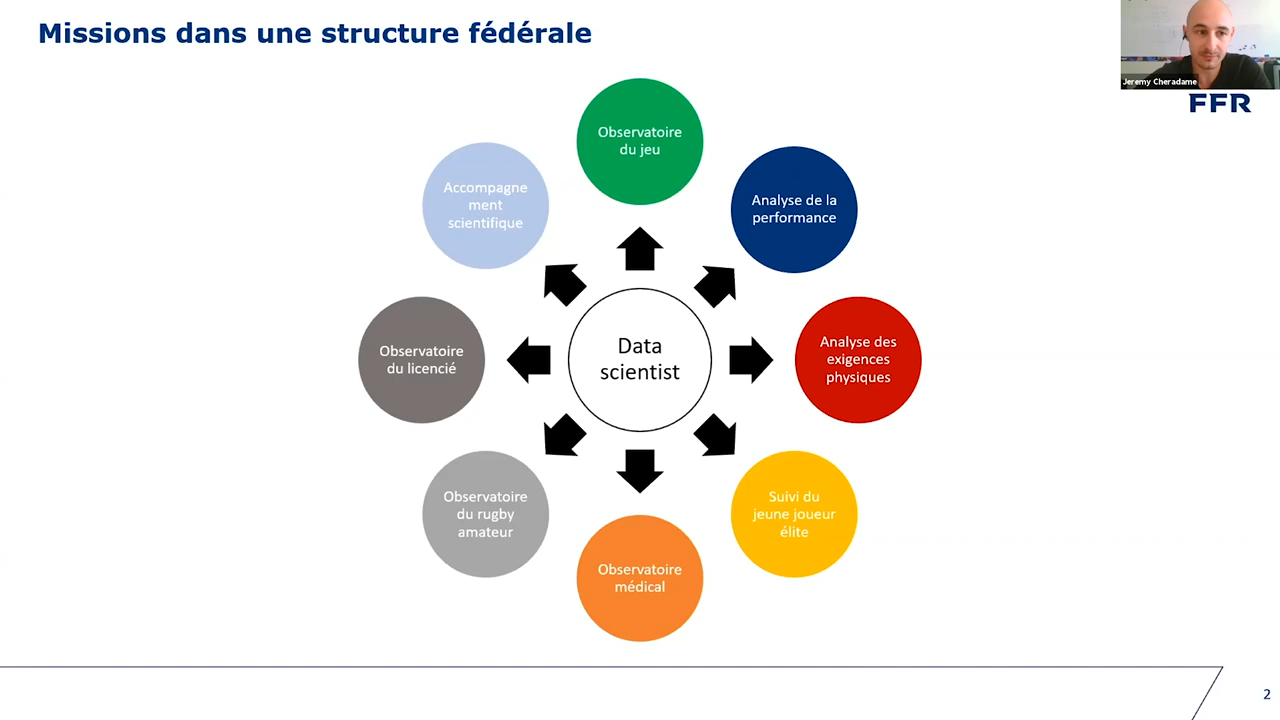 Missions dans une structure fédérale
Jeremy Cheradame
FFR
Observatoire
du jeu
Analyse de la
performance
Analyse des
exigences
physiques
Suivi du
jeune joueur
élite
Observatoire
médical
Observatoire
du rugby
amateur
Observatoire
du licencié
Accompagne
ment
scientifique
Data
scientist
2